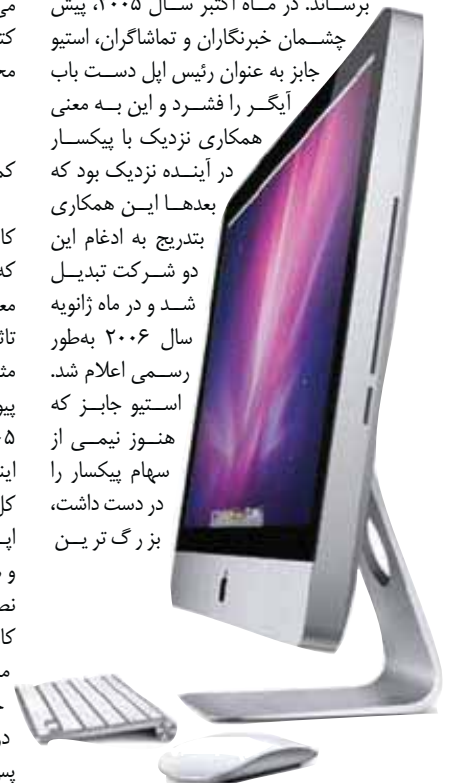 برساند. در ماه اکتبر سال ۲۰۰۵، پیش
چشمان خبرنگاران و تماشاگران، استیو
جابز به عنوان رئیس اپل دست باب
آیگر را فشرد و این به معنی
همکاری نزدیک با پیکسار
در آینده نزدیک بود که
بعدها این همکاری
بتدریج به ادغام این
دو شرکت تبدیل
شد و در ماه ژانویه
سال ۲۰۰۶ به‌طور
رسمی اعلام شد.
استیو جابز که
هنوز نیمی از
سهام پیکسار را
در دست داشت،
بزرگ‌ترین